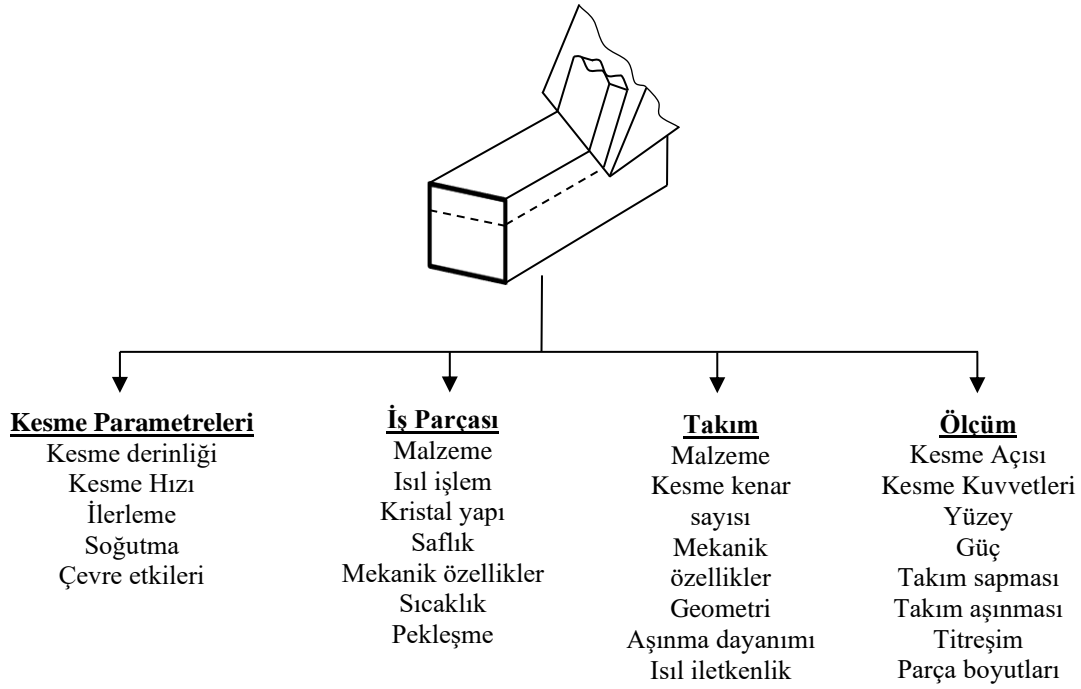 Kesme Parametreleri
Kesme derinliği
Kesme Hızı
İlerleme
Soğutma
Çevre etkileri
İş Parçası
Malzeme
Isıl işlem
Kristal yapı
Saflık
Mekanik özellikler
Sıcaklık
Pekleşme
Takım
Malzeme
Kesme kenar
sayısı
Mekanik
özellikler
Geometri
Aşınma dayanımı
Isıl iletkenlik
Ölçüm
Kesme Açısı
Kesme Kuvvetleri
Yüzey
Güç
Takım sapması
Takım aşınması
Titreşim
Parça boyutları